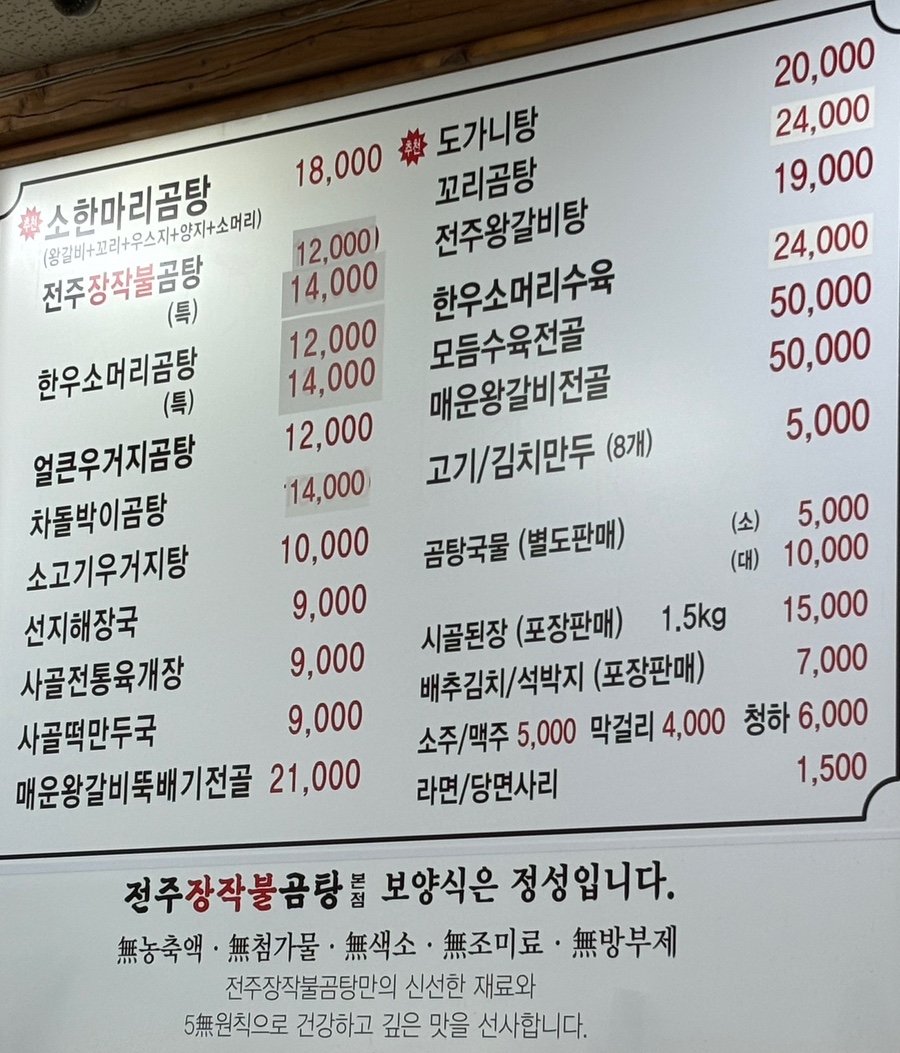 추천 소한마리곰탕 18,000
(왕갈비+꼬리+우스지+양지+소머리)
전주장작불곰탕 12,000
(특) 14,000
한우소머리곰탕 12,000
(특) 14,000
얼큰우거지곰탕 12,000
차돌박이곰탕 14,000
소고기우거지탕 10,000
선지해장국 9,000
사골전통육개장 9,000
사골떡만두국 9,000
매운왕갈비뚝배기전골 21,000
추천 도가니탕 20,000
꼬리곰탕 24,000
전주왕갈비탕 19,000
한우소머리수육 24,000
모듬수육전골 50,000
매운왕갈비전골 50,000
고기/김치만두 (8개) 5,000
곰탕국물 (별도판매) (소) 5,000
(대) 10,000
시골된장 (포장판매) 1.5kg 15,000
배추김치/석박지 (포장판매) 7,000
소주/맥주 5,000 막걸리 4,000 청하 6,000
라면/당면사리 1,500
전주장작불곰탕 본점 보양식은 정성입니다.
無농축액 · 無첨가물 · 無색소 · 無조미료 · 無방부제
전주장작불곰탕만의 신선한 재료와
5無원칙으로 건강하고 깊은 맛을 선사합니다.